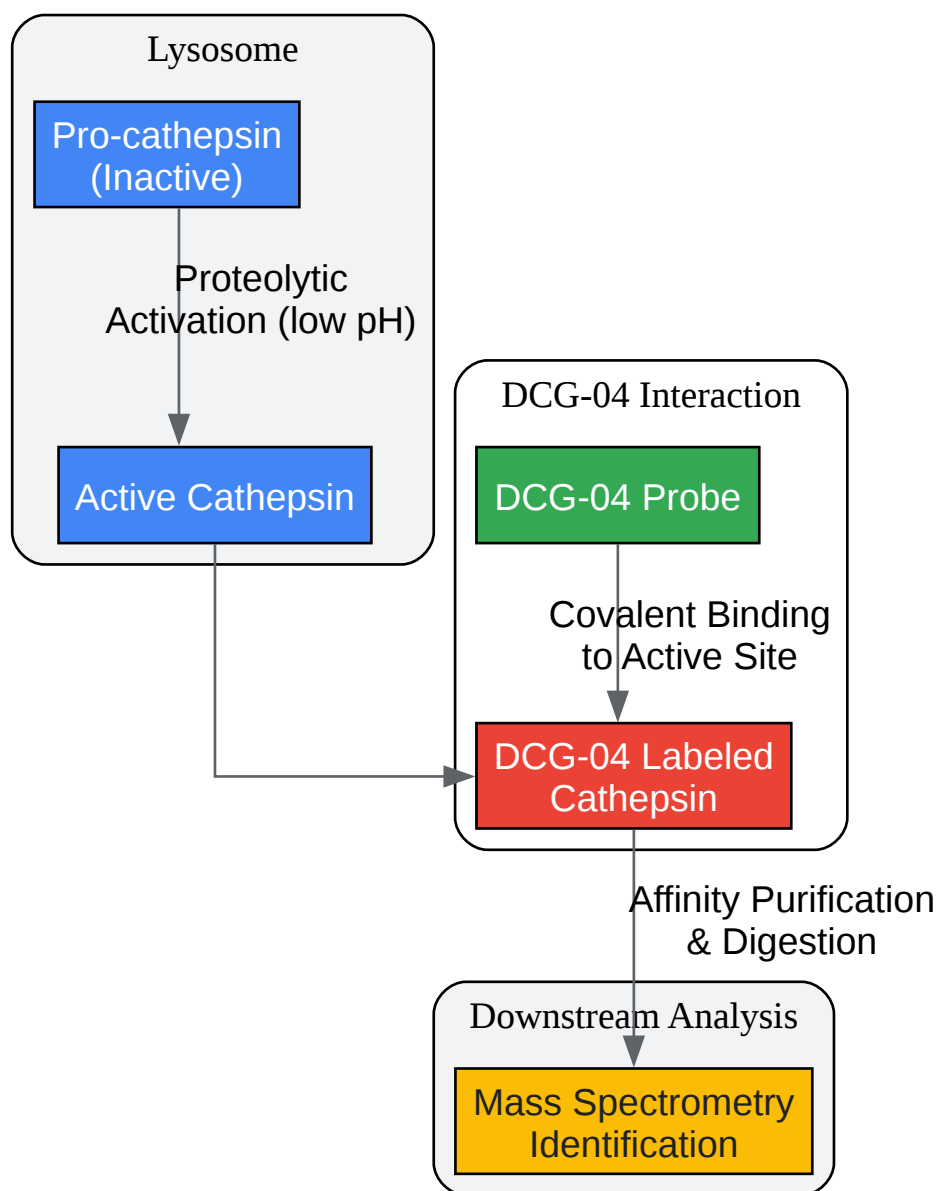 Lysosome
Pro-cathepsin
(Inactive)
Proteolytic
Activation (low pH)
Active Cathepsin
DCG-04 Interaction
DCG-04 Probe
Covalent Binding
to Active Site
DCG-04 Labeled
Cathepsin
Affinity Purification
& Digestion
Downstream Analysis
Mass Spectrometry
Identification